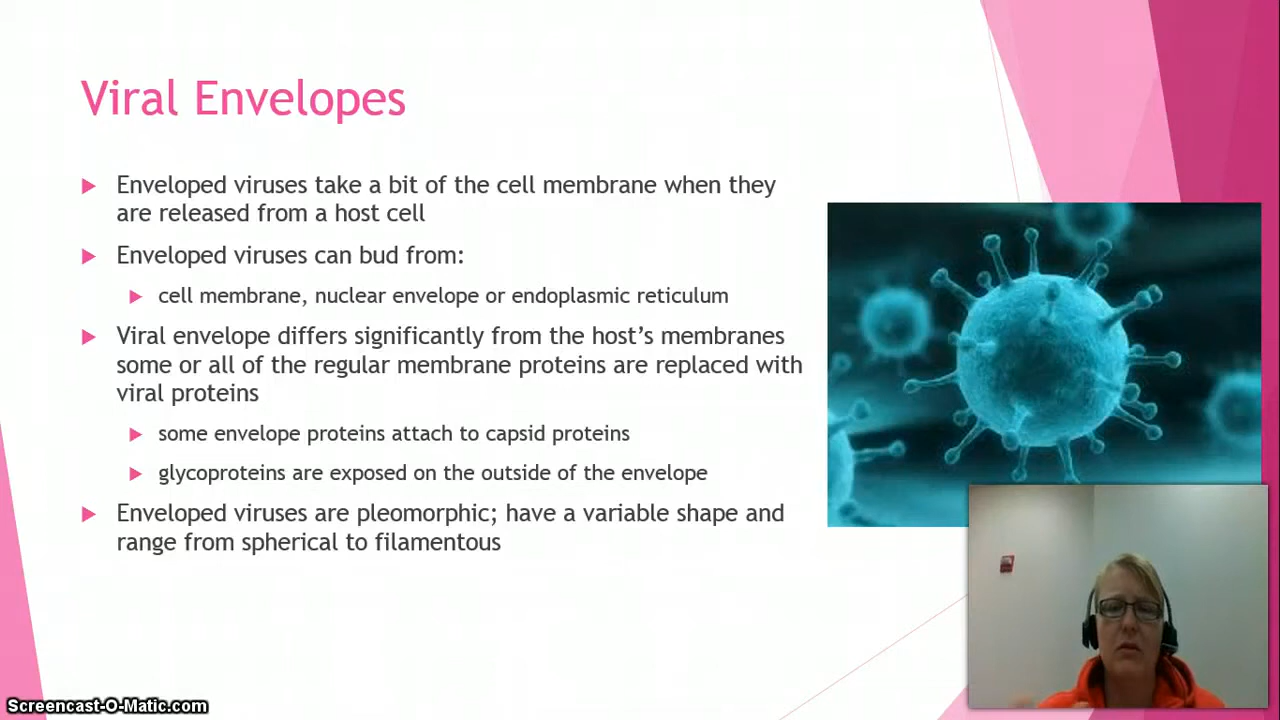 Viral Envelopes
Enveloped viruses take a bit of the cell membrane when they
are released from a host cell
Enveloped viruses can bud from:
cell membrane, nuclear envelope or endoplasmic reticulum
Viral envelope differs significantly from the host’s membranes
some or all of the regular membrane proteins are replaced with
viral proteins
some envelope proteins attach to capsid proteins
glycoproteins are exposed on the outside of the envelope
Enveloped viruses are pleomorphic; have a variable shape and
range from spherical to filamentous
Screencast-O-Matic.com